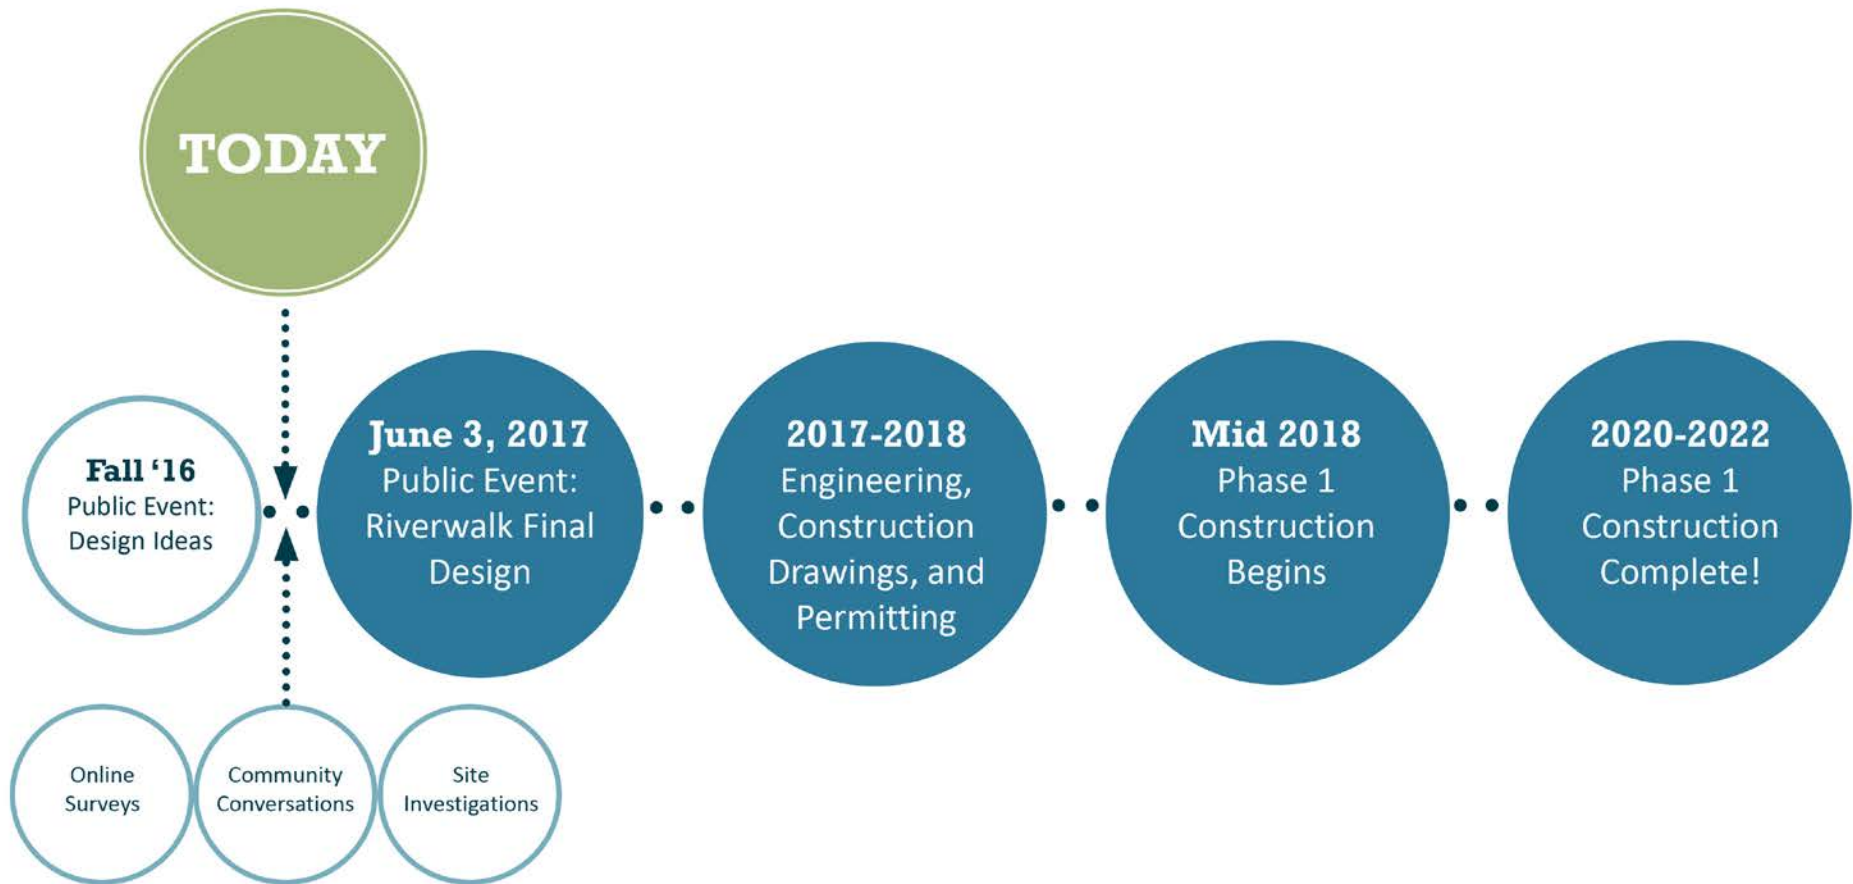 TODAY
Fall ‘16
Public Event:
Design Ideas
June 3, 2017
Public Event:
Riverwalk Final
Design
2017-2018
Engineering,
Construction
Drawings, and
Permitting
Mid 2018
Phase 1
Construction
Begins
2020-2022
Phase 1
Construction
Complete!
Online
Surveys
Community
Conversations
Site
Investigations